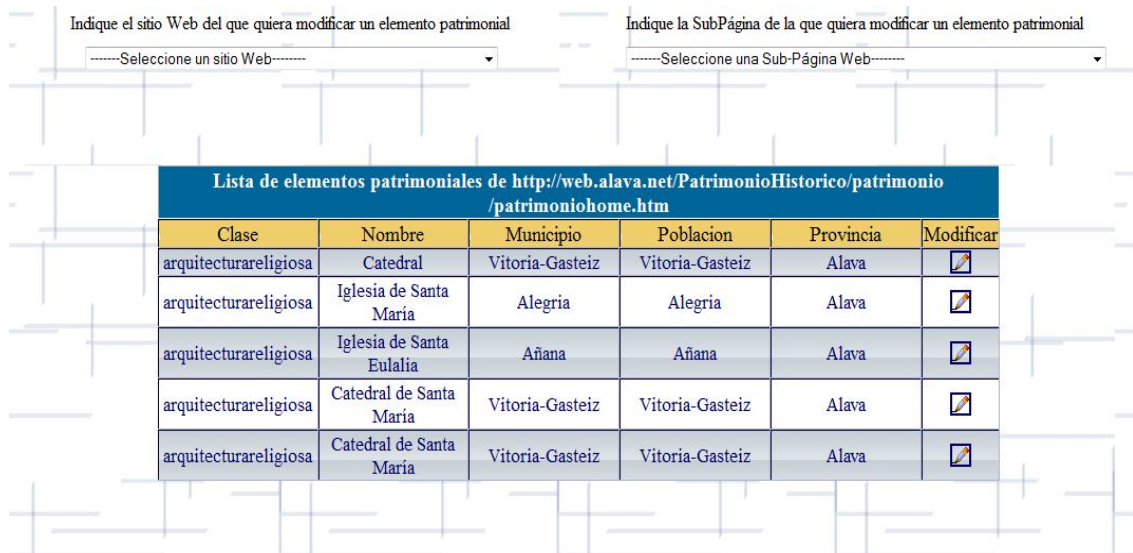 Indique el sitio Web del que quiera modificar un elemento patrimonial
-------Seleccione un sitio Web--------
Indique la SubPágina de la que quiera modificar un elemento patrimonial
-------Seleccione una Sub-Página Web--------
Lista de elementos patrimoniales de http://web.alava.net/PatrimonioHistorico/patrimonio
/patrimoniohome.htm
Clase Nombre Municipio Poblacion Provincia Modificar
arquitecturareligiosa Catedral Vitoria-Gasteiz Vitoria-Gasteiz Alava
arquitecturareligiosa Iglesia de Santa
María Alegria Alegria Alava
arquitecturareligiosa Iglesia de Santa
Eulalia Añana Añana Alava
arquitecturareligiosa Catedral de Santa
María Vitoria-Gasteiz Vitoria-Gasteiz Alava
arquitecturareligiosa Catedral de Santa
María Vitoria-Gasteiz Vitoria-Gasteiz Alava